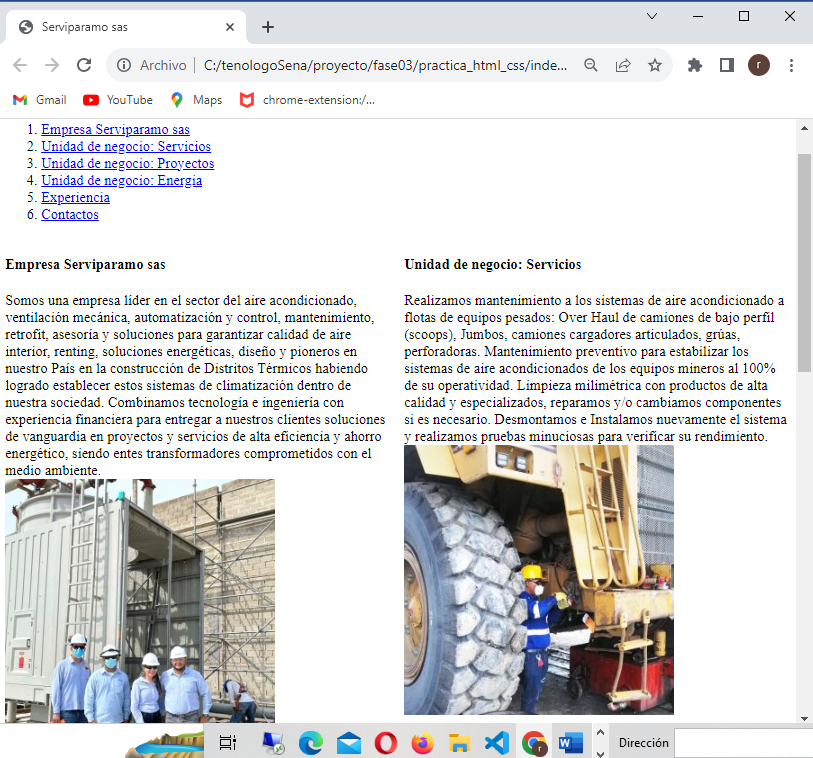 Serviparamo sas
Archivo | C:/tenologoSena/proyecto/fase03/practica_html_css/inde...
r
Gmail YouTube Maps chrome-extension:/...
1. Empresa Serviparamo sas
2. Unidad de negocio: Servicios
3. Unidad de negocio: Proyectos
4. Unidad de negocio: Energia
5. Experiencia
6. Contactos
Empresa Serviparamo sas
Somos una empresa líder en el sector del aire acondicionado,
ventilación mecánica, automatización y control, mantenimiento,
retrofit, asesoría y soluciones para garantizar calidad de aire
interior, renting, soluciones energéticas, diseño y pioneros en
nuestro País en la construcción de Distritos Térmicos habiendo
logrado establecer estos sistemas de climatización dentro de
nuestra sociedad. Combinamos tecnología e ingeniería con
experiencia financiera para entregar a nuestros clientes soluciones
de vanguardia en proyectos y servicios de alta eficiencia y ahorro
energético, siendo entes transformadores comprometidos con el
medio ambiente.
Unidad de negocio: Servicios
Realizamos mantenimiento a los sistemas de aire acondicionado a
flotas de equipos pesados: Over Haul de camiones de bajo perfil
(scoops), Jumbos, camiones cargadores articulados, grúas,
perforadoras. Mantenimiento preventivo para estabilizar los
sistemas de aire acondicionados de los equipos mineros al 100%
de su operatividad. Limpieza milimétrica con productos de alta
calidad y especializados, reparamos y/o cambiamos componentes
si es necesario. Desmontamos e Instalamos nuevamente el sistema
y realizamos pruebas minuciosas para verificar su rendimiento.
Dirección